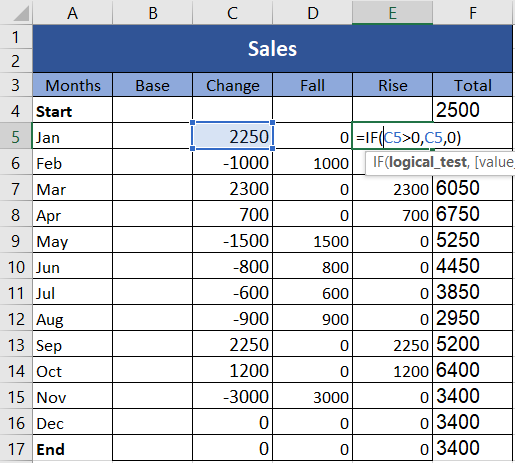 A B C D E F
1 Sales
2
3 Months Base Change Fall Rise Total
4 Start 2500
5 Jan 2250 0 =IF(C5>0,C5,0)
6 Feb -1000 1000 IF(logical_test, [value_
7 Mar 2300 0 2300 6050
8 Apr 700 0 700 6750
9 May -1500 1500 0 5250
10 Jun -800 800 0 4450
11 Jul -600 600 0 3850
12 Aug -900 900 0 2950
13 Sep 2250 0 2250 5200
14 Oct 1200 0 1200 6400
15 Nov -3000 3000 0 3400
16 Dec 0 0 0 3400
17 End 0 0 0 3400